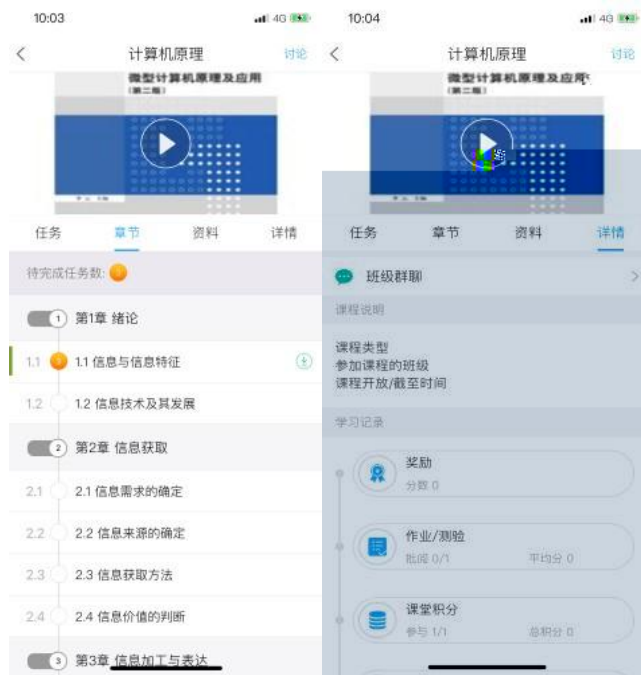 10:03
4G
计算机原理
讨论
微型计算机原理及应用
(第二版)
任务
章节
资料
详情
待完成任务数:
1 第1章 绪论
1.1 1.1 信息与信息特征
1.2 1.2 信息技术及其发展
2 第2章 信息获取
2.1 2.1 信息需求的确定
2.2 2.2 信息来源的确定
2.3 2.3 信息获取方法
2.4 2.4 信息价值的判断
3 第3章 信息加工与表达
10:04
4G
计算机原理
讨论
微型计算机原理及应用
(第二版)
任务
章节
资料
详情
班级群聊
课程说明
课程类型
参加课程的班级
课程开放/截至时间
学习记录
奖励
分数 0
作业/测验
批阅 0/1 平均分 0
课堂积分
参与 1/1 总积分 0